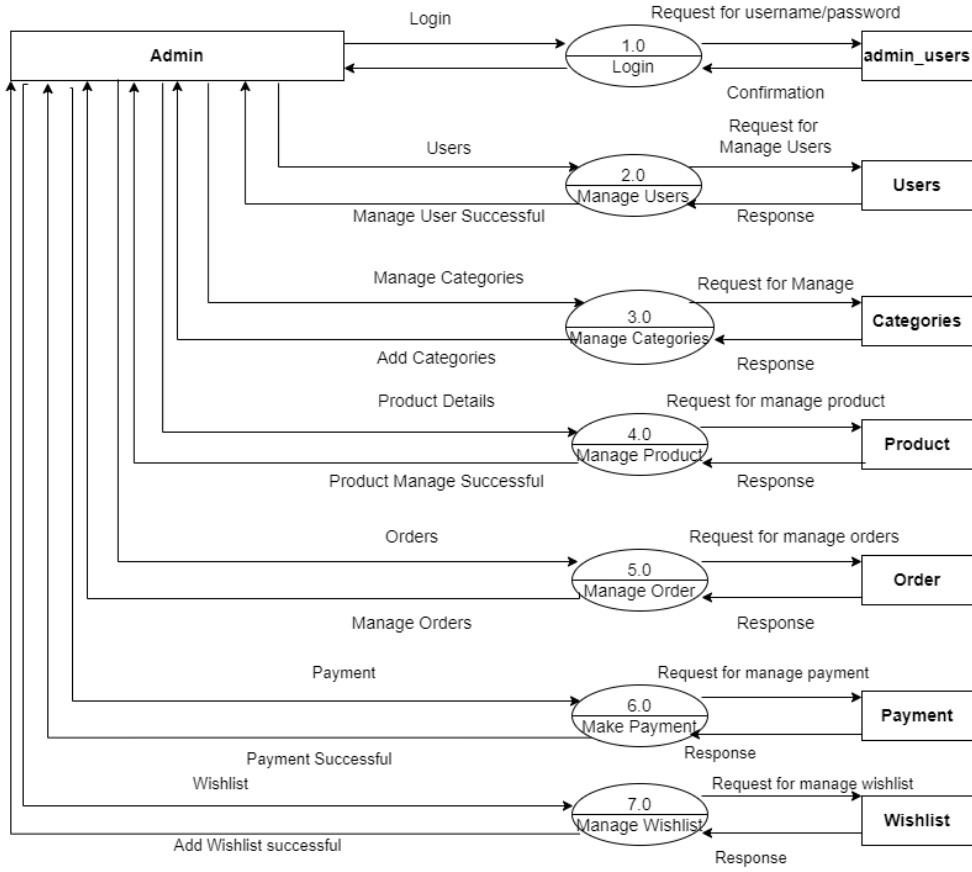 Login
Request for username/password
Admin
1.0
Login
admin_users
Confirmation
Users
Request for
Manage Users
2.0
Manage Users
Users
Manage User Successful
Response
Manage Categories
Request for Manage
3.0
Manage Categories
Categories
Add Categories
Response
Product Details
Request for manage product
4.0
Manage Product
Product
Product Manage Successful
Response
Orders
Request for manage orders
5.0
Manage Order
Order
Manage Orders
Response
Payment
Request for manage payment
6.0
Make Payment
Payment
Payment Successful
Response
Wishlist
Request for manage wishlist
7.0
Manage Wishlist
Wishlist
Add Wishlist successful
Response